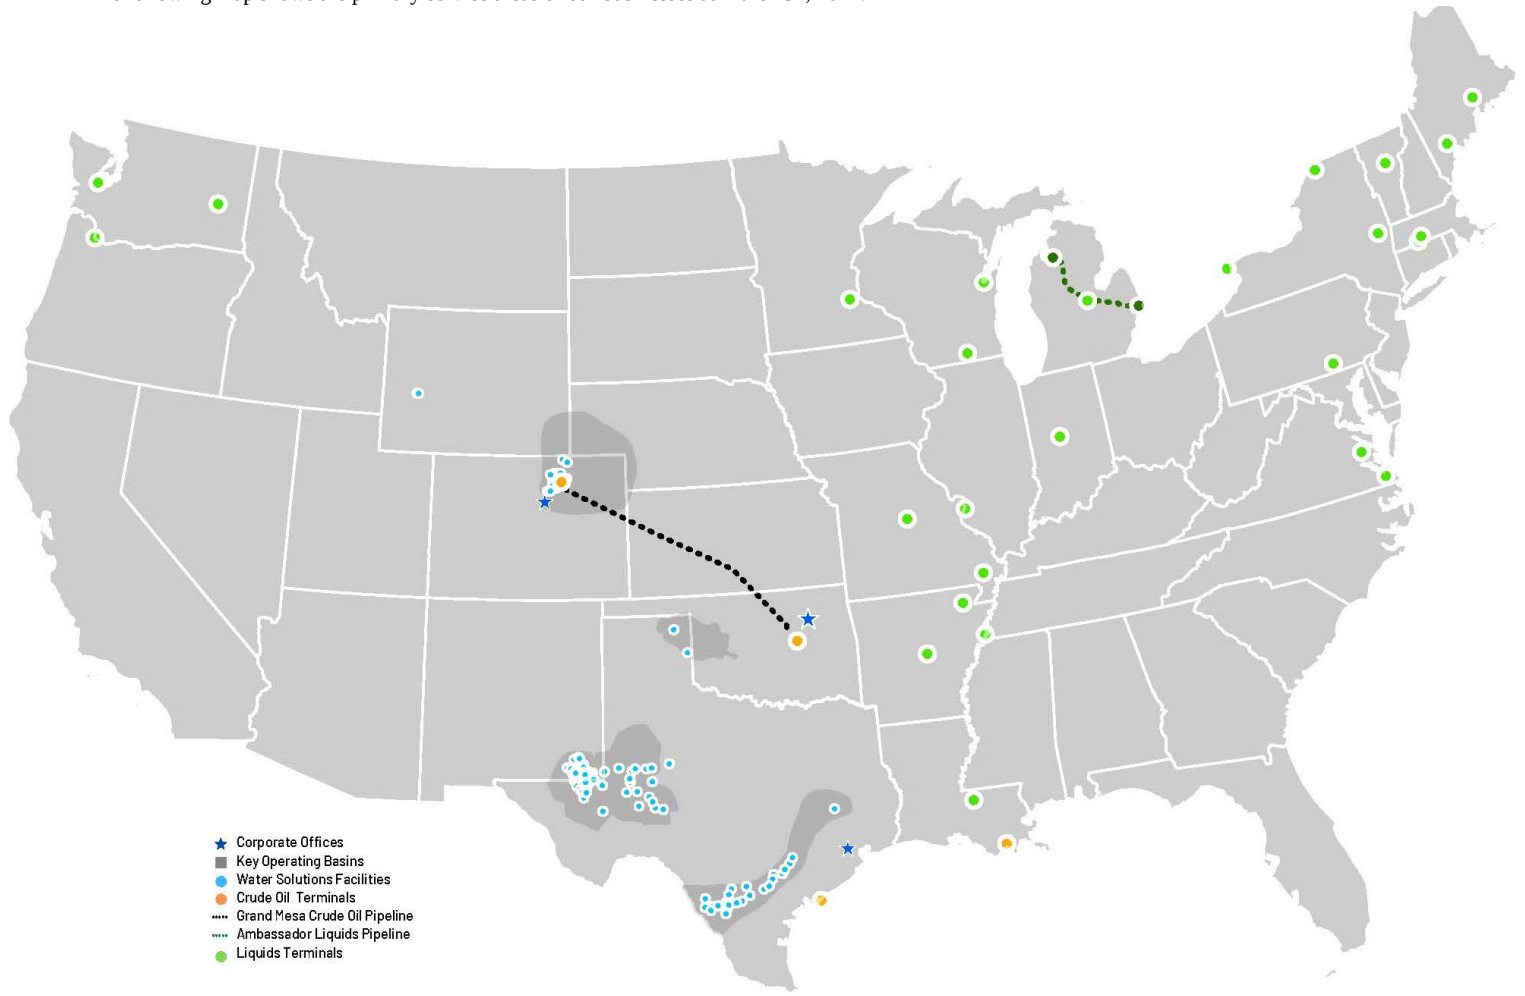 Corporate Offices
Key Operating Basins
Water Solutions Facilities
Crude Oil Terminals
Grand Mesa Crude Oil Pipeline
Ambassador Liquids Pipeline
Liquids Terminals